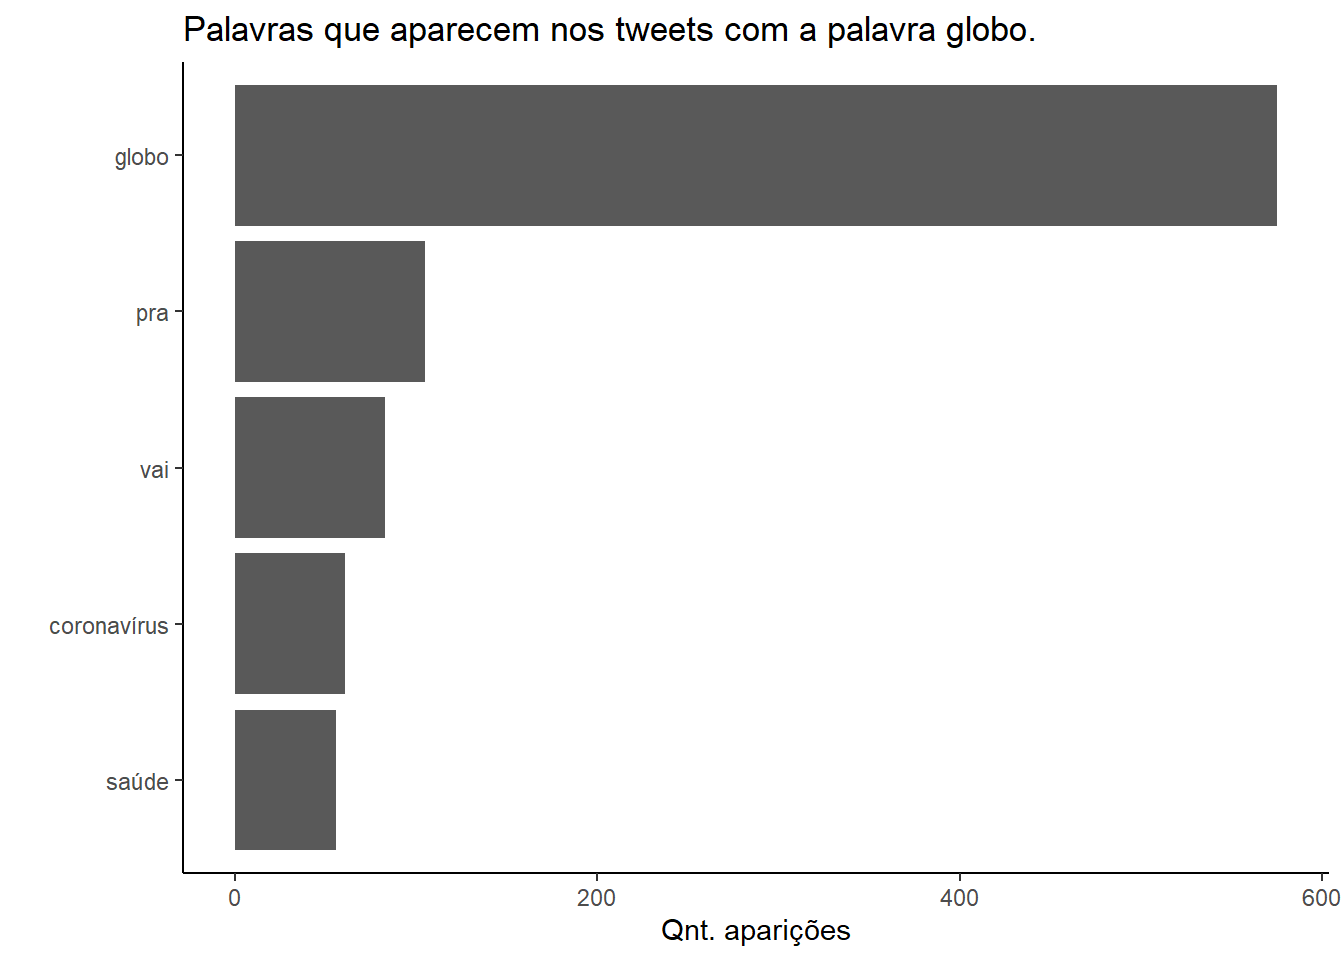 Palavras que aparecem nos tweets com a palavra globo.
globo
pra
vai
coronavírus
saúde
0 200 400 600
Qnt. aparições